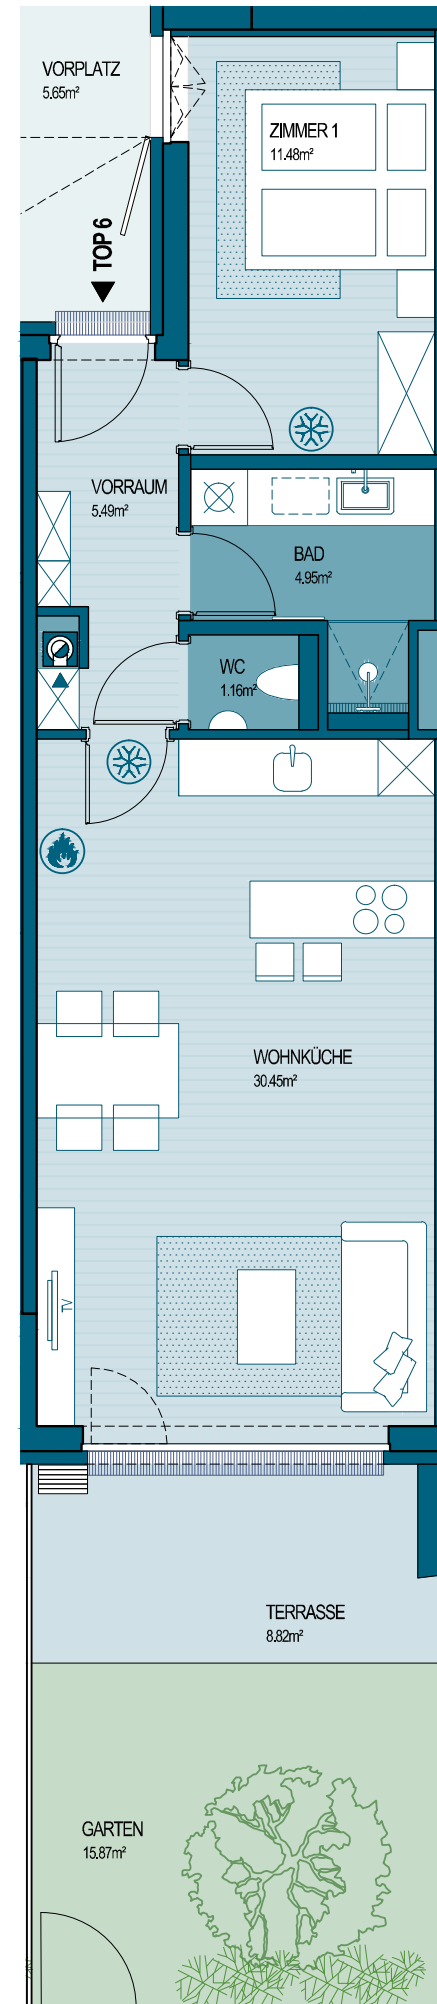 VORPLATZ
5.65m²
ZIMMER 1
11.48m²
TOP 6
VORRAUM
5.49m²
BAD
4.95m²
WC
1.16m²
WOHNKÜCHE
30.45m²
TV
TERRASSE
8.82m²
GARTEN
15.87m²